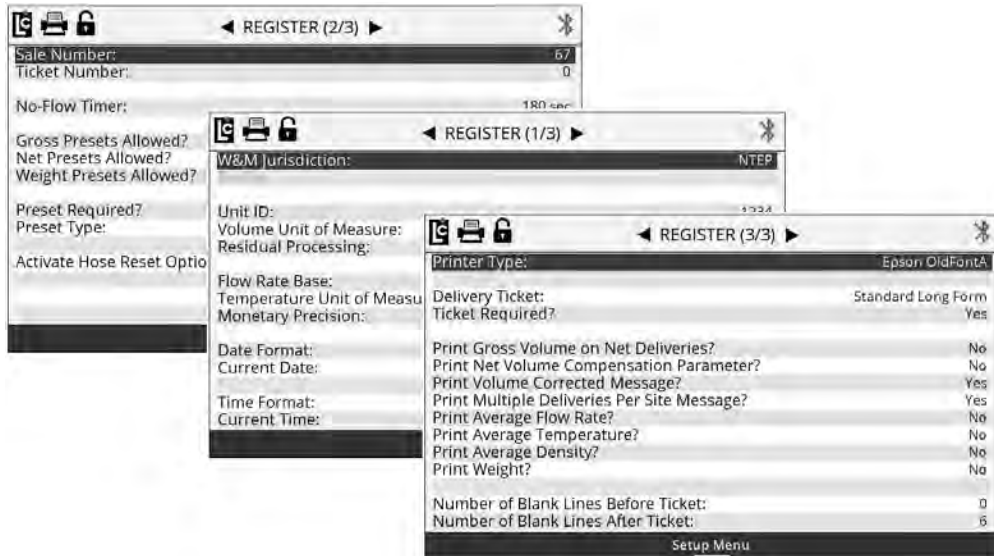 LC
◀ REGISTER (2/3) ▶
Sale Number: 67
Ticket Number: 0
No-Flow Timer: 180 sec
Gross Presets Allowed?
Net Presets Allowed?
Weight Presets Allowed?
Preset Required?
Preset Type:
Activate Hose Reset Optio
LC
◀ REGISTER (1/3) ▶
W&M Jurisdiction: NTEP
Unit ID: 1234
Volume Unit of Measure:
Residual Processing:
Flow Rate Base:
Temperature Unit of Measu
Monetary Precision:
Date Format:
Current Date:
Time Format:
Current Time:
LC
◀ REGISTER (3/3) ▶
Printer Type: Epson OldFontA
Delivery Ticket: Standard Long Form
Ticket Required? Yes
Print Gross Volume on Net Deliveries? No
Print Net Volume Compensation Parameter? No
Print Volume Corrected Message? Yes
Print Multiple Deliveries Per Site Message? Yes
Print Average Flow Rate? No
Print Average Temperature? No
Print Average Density? No
Print Weight? No
Number of Blank Lines Before Ticket: 0
Number of Blank Lines After Ticket: 6
Setup Menu